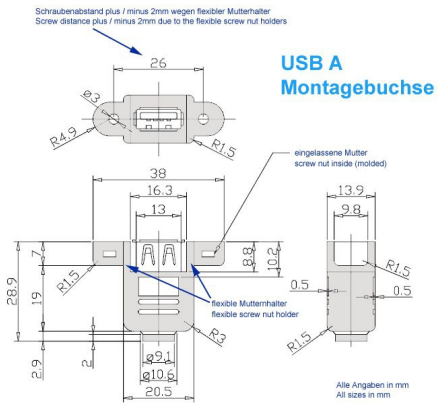 Schraubenabstand plus / minus 2mm wegen flexibler Mutterhalter
Screw distance plus / minus 2mm due to the flexible screw nut holders
USB A
Montagebuchse
26
ø3
R4.9
R1.5
eingelassene Mutter
screw nut inside (molded)
38
16.3
13
13.9
9.8
7
8.8
10.2
R1.5
R1.5
28.9
19
0.5
0.5
flexible Mutternhalter
flexible screw nut holder
R3
R1.5
2.9
2
ø9.1
ø10.6
20.5
Alle Angaben in mm
All sizes in mm